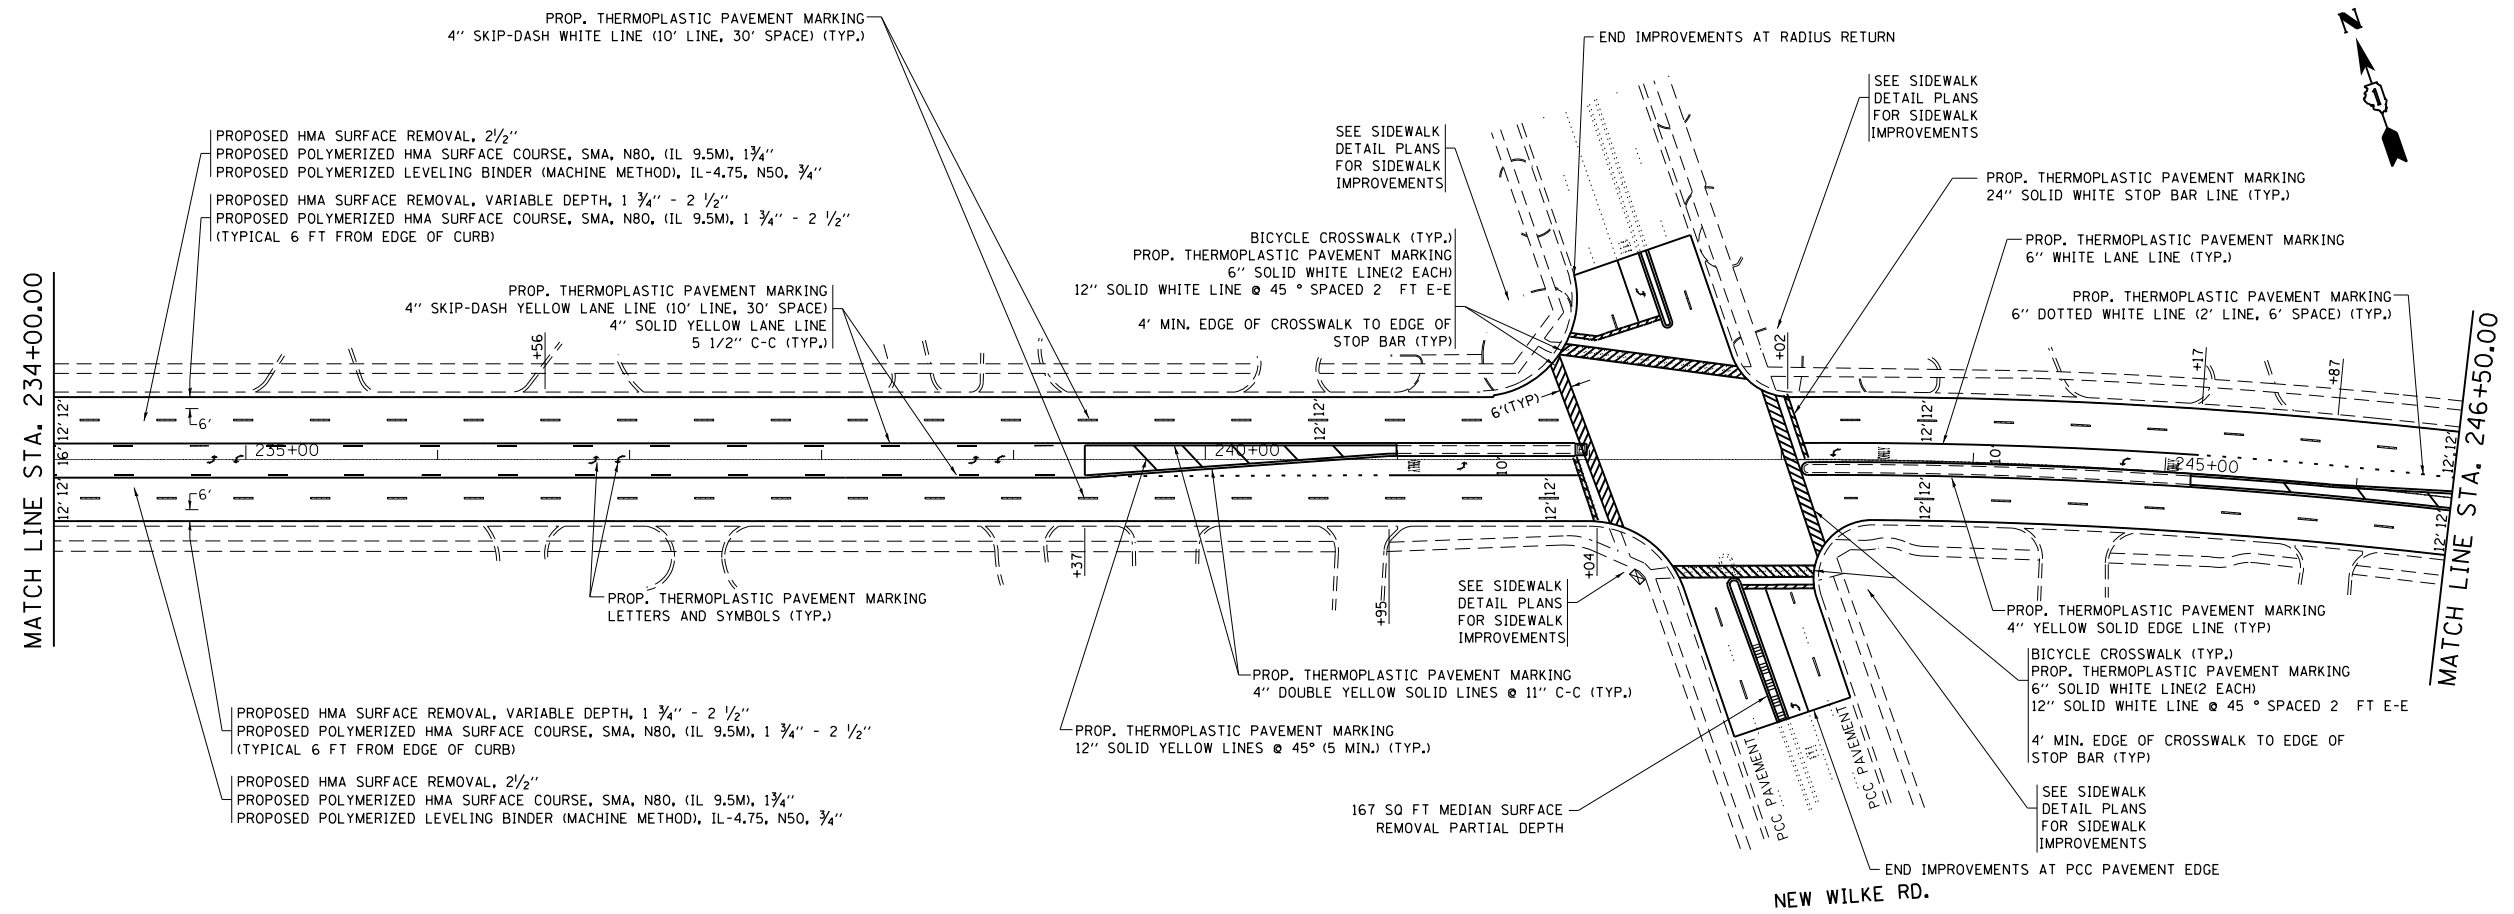 PROP. THERMOPLASTIC PAVEMENT MARKING
4'' SKIP-DASH WHITE LINE (10' LINE, 30' SPACE) (TYP.)
END IMPROVEMENTS AT RADIUS RETURN
N
SEE SIDEWALK
DETAIL PLANS
FOR SIDEWALK
IMPROVEMENTS
SEE SIDEWALK
DETAIL PLANS
FOR SIDEWALK
IMPROVEMENTS
PROPOSED HMA SURFACE REMOVAL, 2½''
PROPOSED POLYMERIZED HMA SURFACE COURSE, SMA, N80, (IL 9.5M), 1¾''
PROPOSED POLYMERIZED LEVELING BINDER (MACHINE METHOD), IL-4.75, N50, ¾''
PROPOSED HMA SURFACE REMOVAL, VARIABLE DEPTH, 1 ¾'' - 2 ½''
PROPOSED POLYMERIZED HMA SURFACE COURSE, SMA, N80, (IL 9.5M), 1 ¾'' - 2 ½''
(TYPICAL 6 FT FROM EDGE OF CURB)
PROP. THERMOPLASTIC PAVEMENT MARKING
24'' SOLID WHITE STOP BAR LINE (TYP.)
BICYCLE CROSSWALK (TYP.)
PROP. THERMOPLASTIC PAVEMENT MARKING
6'' SOLID WHITE LINE(2 EACH)
12'' SOLID WHITE LINE @ 45 ° SPACED 2 FT E-E
4' MIN. EDGE OF CROSSWALK TO EDGE OF
STOP BAR (TYP)
PROP. THERMOPLASTIC PAVEMENT MARKING
6'' WHITE LANE LINE (TYP.)
PROP. THERMOPLASTIC PAVEMENT MARKING
4'' SKIP-DASH YELLOW LANE LINE (10' LINE, 30' SPACE)
4'' SOLID YELLOW LANE LINE
5 1/2'' C-C (TYP.)
PROP. THERMOPLASTIC PAVEMENT MARKING
6'' DOTTED WHITE LINE (2' LINE, 6' SPACE) (TYP.)
MATCH LINE STA. 234+00.00
MATCH LINE STA. 246+50.00
+56
+02
+17
+87
12' 12' 16' 12' 12'
6'
6'
235+00
240+00
245+00
12' 12'
6'(TYP)
10'
12' 12'
12' 12'
10'
12' 12'
12' 12'
12' 12'
+37
+95
+04
PROP. THERMOPLASTIC PAVEMENT MARKING
LETTERS AND SYMBOLS (TYP.)
SEE SIDEWALK
DETAIL PLANS
FOR SIDEWALK
IMPROVEMENTS
PROP. THERMOPLASTIC PAVEMENT MARKING
4'' YELLOW SOLID EDGE LINE (TYP)
PROP. THERMOPLASTIC PAVEMENT MARKING
4'' DOUBLE YELLOW SOLID LINES @ 11'' C-C (TYP.)
BICYCLE CROSSWALK (TYP.)
PROP. THERMOPLASTIC PAVEMENT MARKING
6'' SOLID WHITE LINE(2 EACH)
12'' SOLID WHITE LINE @ 45 ° SPACED 2 FT E-E
4' MIN. EDGE OF CROSSWALK TO EDGE OF
STOP BAR (TYP)
PROPOSED HMA SURFACE REMOVAL, VARIABLE DEPTH, 1 ¾'' - 2 ½''
PROPOSED POLYMERIZED HMA SURFACE COURSE, SMA, N80, (IL 9.5M), 1 ¾'' - 2 ½''
(TYPICAL 6 FT FROM EDGE OF CURB)
PROP. THERMOPLASTIC PAVEMENT MARKING
12'' SOLID YELLOW LINES @ 45° (5 MIN.) (TYP.)
PROPOSED HMA SURFACE REMOVAL, 2½''
PROPOSED POLYMERIZED HMA SURFACE COURSE, SMA, N80, (IL 9.5M), 1¾''
PROPOSED POLYMERIZED LEVELING BINDER (MACHINE METHOD), IL-4.75, N50, ¾''
PCC PAVEMENT
PCC PAVEMENT
167 SQ FT MEDIAN SURFACE
REMOVAL PARTIAL DEPTH
SEE SIDEWALK
DETAIL PLANS
FOR SIDEWALK
IMPROVEMENTS
END IMPROVEMENTS AT PCC PAVEMENT EDGE
NEW WILKE RD.